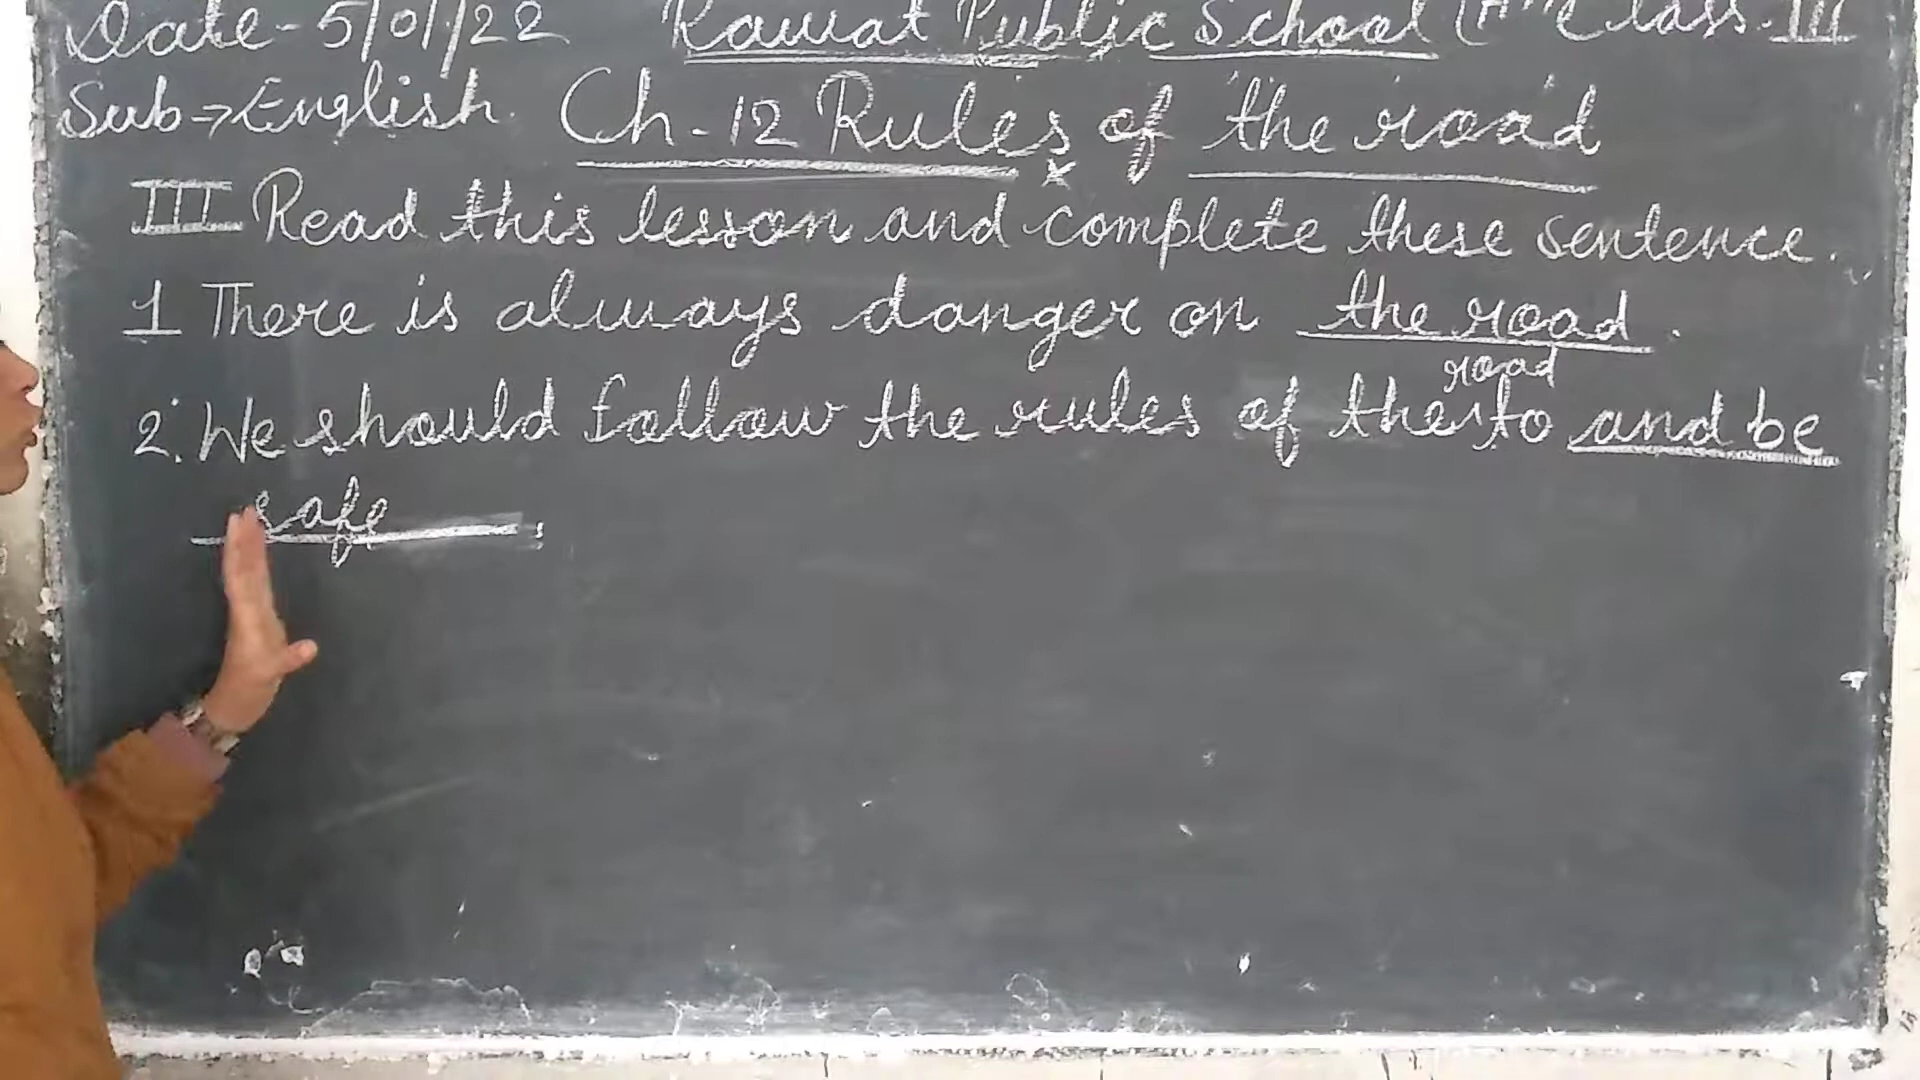 Date-5/01/22 Rawat Public School Class-III
Sub→English. Ch-12 Rules of the road
III Read this lesson and complete these sentence.
1 There is always danger on the road.
road
2. We should follow the rules of the to and be
safe